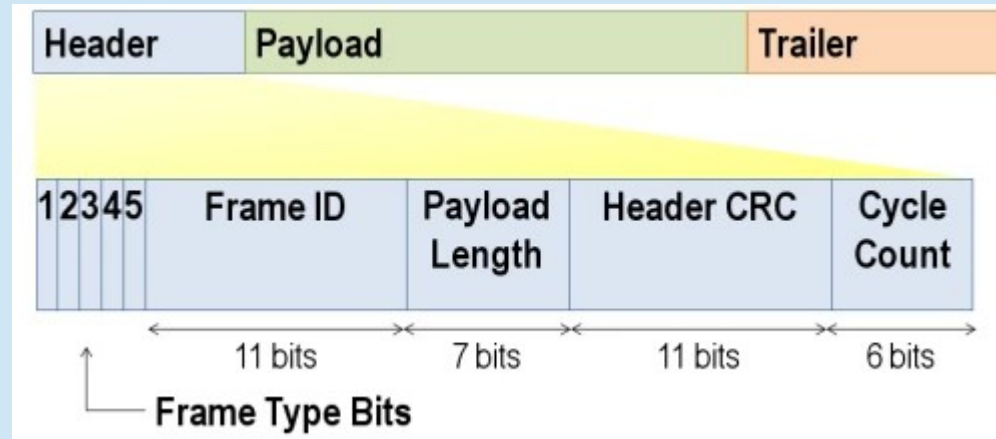 Header Payload Trailer
12345 Frame ID Payload Length Header CRC Cycle Count
11 bits 7 bits 11 bits 6 bits
Frame Type Bits